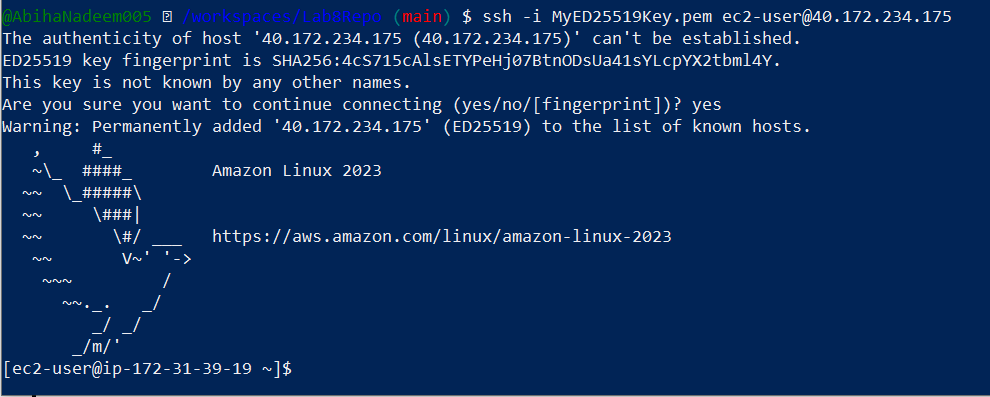 @AbihaNadeem005 /workspaces/Lab8Repo (main) $ ssh -i MyED25519Key.pem ec2-user@40.172.234.175
The authenticity of host '40.172.234.175 (40.172.234.175)' can't be established.
ED25519 key fingerprint is SHA256:4cS715cAlsETYPeHj07BtnODsUa41sYLcpYX2tbml4Y.
This key is not known by any other names.
Are you sure you want to continue connecting (yes/no/[fingerprint])? yes
Warning: Permanently added '40.172.234.175' (ED25519) to the list of known hosts.
   ,     #_
   ~\_  ####_        Amazon Linux 2023
  ~~  \_#####\
  ~~     \###|
  ~~       \#/ ___   https://aws.amazon.com/linux/amazon-linux-2023
   ~~       V~' '->
    ~~~         /
      ~~._.   _/
         _/ _/
       _/m/'
[ec2-user@ip-172-31-39-19 ~]$